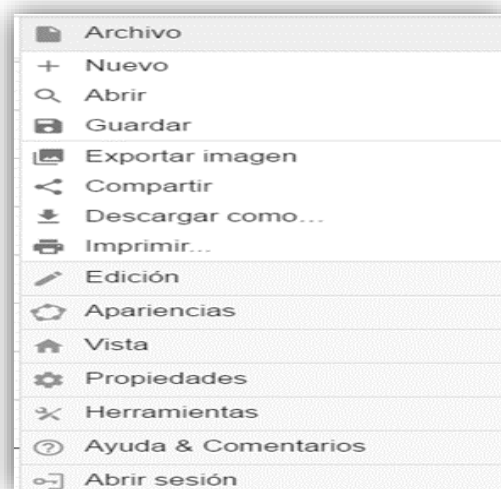 Archivo
Nuevo
Abrir
Guardar
Exportar imagen
Compartir
Descargar como...
Imprimir...
Edición
Apariencias
Vista
Propiedades
Herramientas
Ayuda & Comentarios
Abrir sesión